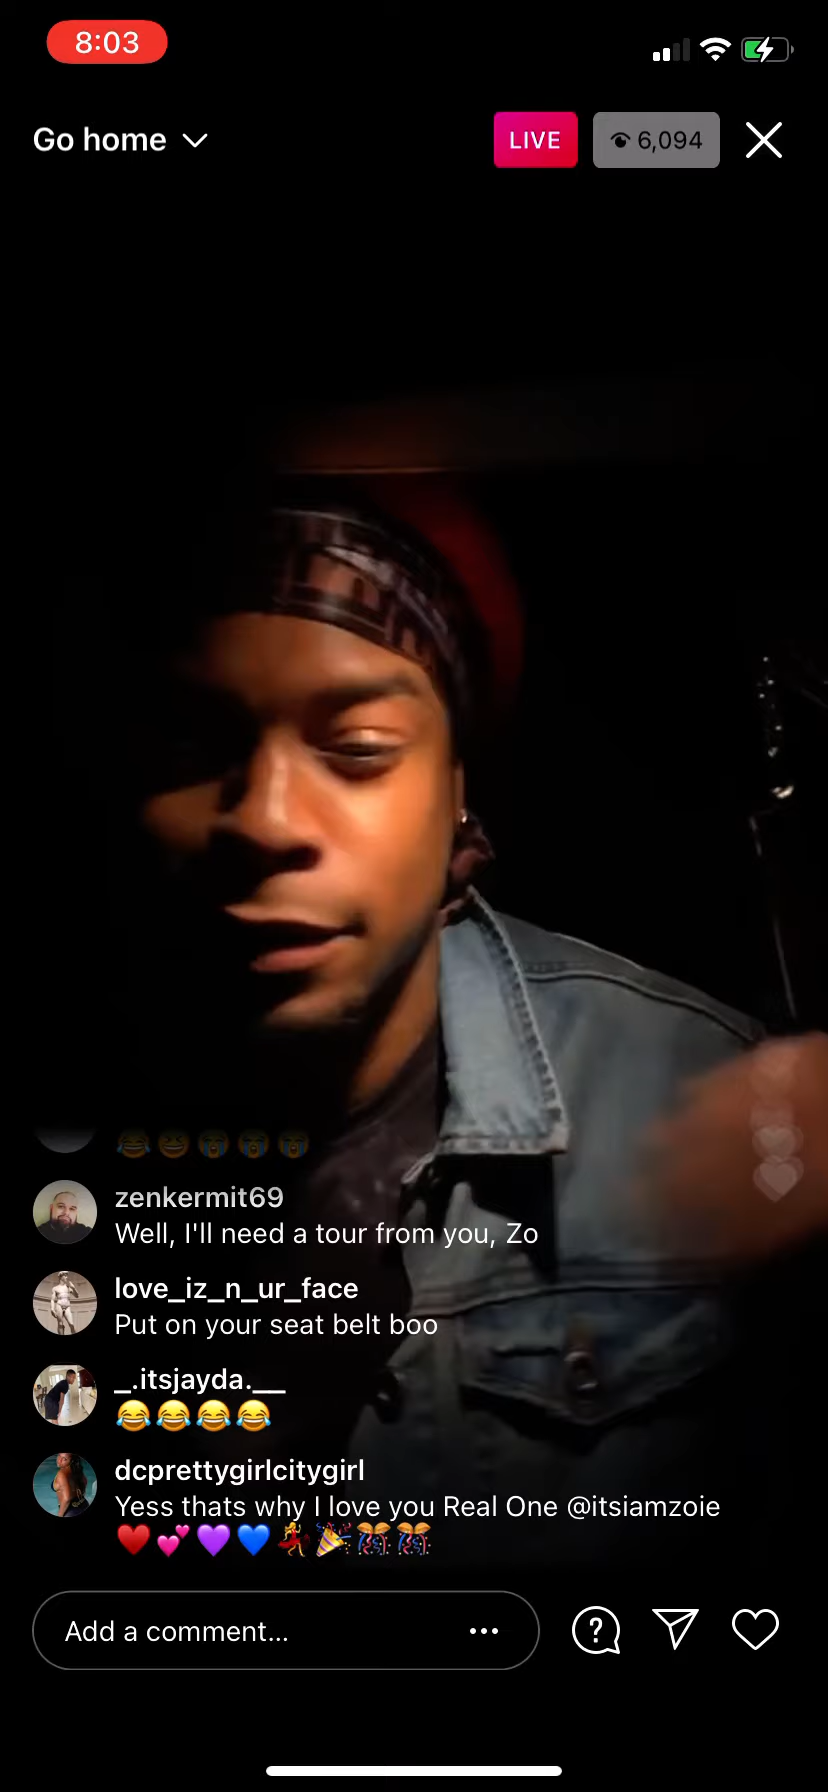 8:03
Go home
LIVE
6,094
😂😆😭😭😭
zenkermit69
Well, I'll need a tour from you, Zo
love_iz_n_ur_face
Put on your seat belt boo
_.itsjayda.__
😂😂😂😂
dcprettygirlcitygirl
Yess thats why I love you Real One @itsiamzoie
❤️💕💜💙💃🎉🎊🎊
Add a comment...